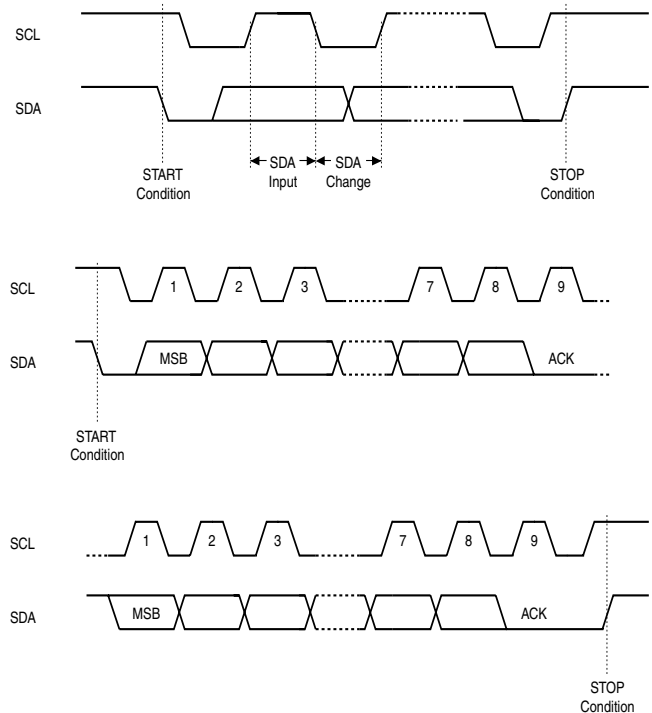 SCL
SDA
START
Condition
SDA
Input
SDA
Change
STOP
Condition
SCL
1 2 3 7 8 9
SDA
MSB ACK
START
Condition
SCL
1 2 3 7 8 9
SDA
MSB ACK
STOP
Condition